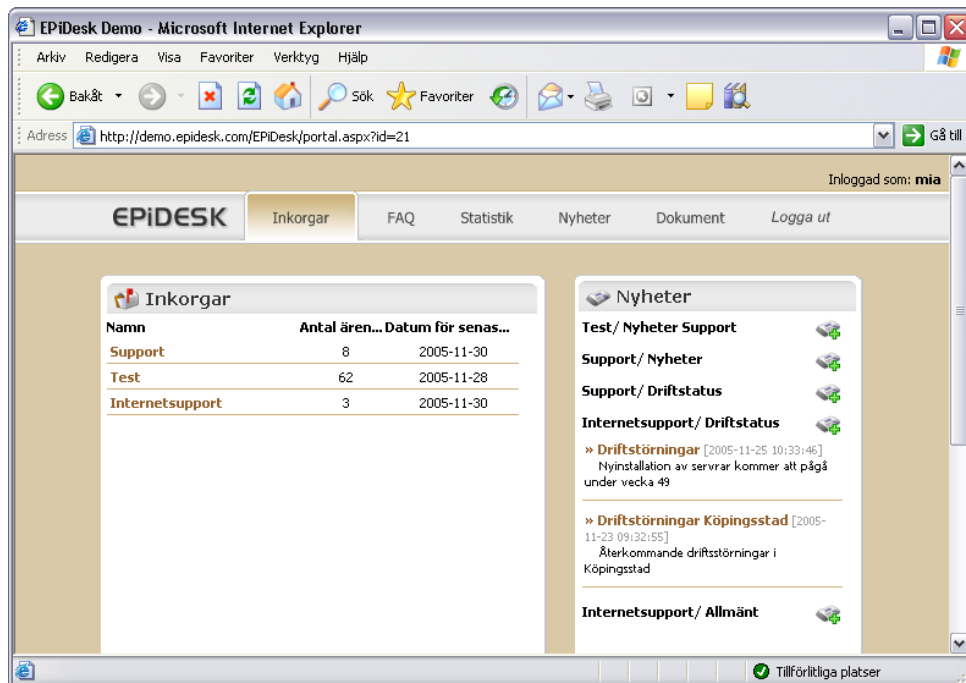 EPiDesk Demo - Microsoft Internet Explorer
Arkiv Redigera Visa Favoriter Verktyg Hjälp
Bakåt Sök Favoriter
Adress http://demo.epidesk.com/EPiDesk/portal.aspx?id=21 Gå till
Inloggad som: mia
EPiDESK Inkorgar FAQ Statistik Nyheter Dokument Logga ut
Inkorgar
Namn Antal ären... Datum för senas...
Support 8 2005-11-30
Test 62 2005-11-28
Internetsupport 3 2005-11-30
Nyheter
Test/ Nyheter Support
Support/ Nyheter
Support/ Driftstatus
Internetsupport/ Driftstatus
» Driftstörningar [2005-11-25 10:33:46]
Nyinstallation av servrar kommer att pågå
under vecka 49
» Driftstörningar Köpingsstad [2005-
11-23 09:32:55]
Återkommande driftsstörningar i
Köpingsstad
Internetsupport/ Allmänt
Tillförlitliga platser